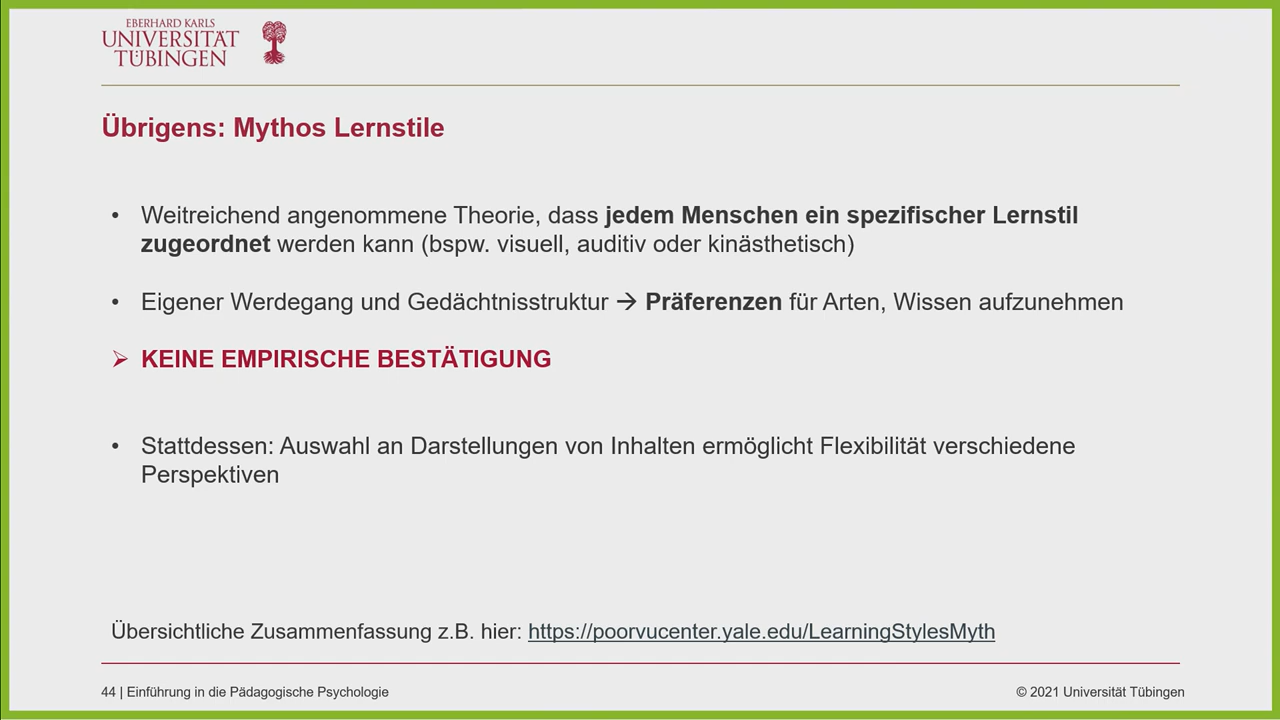 EBERHARD KARLS
UNIVERSITÄT
TÜBINGEN
Übrigens: Mythos Lernstile
• Weitreichend angenommene Theorie, dass jedem Menschen ein spezifischer Lernstil
zugeordnet werden kann (bspw. visuell, auditiv oder kinästhetisch)
• Eigener Werdegang und Gedächtnisstruktur → Präferenzen für Arten, Wissen aufzunehmen
➢ KEINE EMPIRISCHE BESTÄTIGUNG
• Stattdessen: Auswahl an Darstellungen von Inhalten ermöglicht Flexibilität verschiedene
Perspektiven
Übersichtliche Zusammenfassung z.B. hier: https://poorvucenter.yale.edu/LearningStylesMyth
44 | Einführung in die Pädagogische Psychologie
© 2021 Universität Tübingen